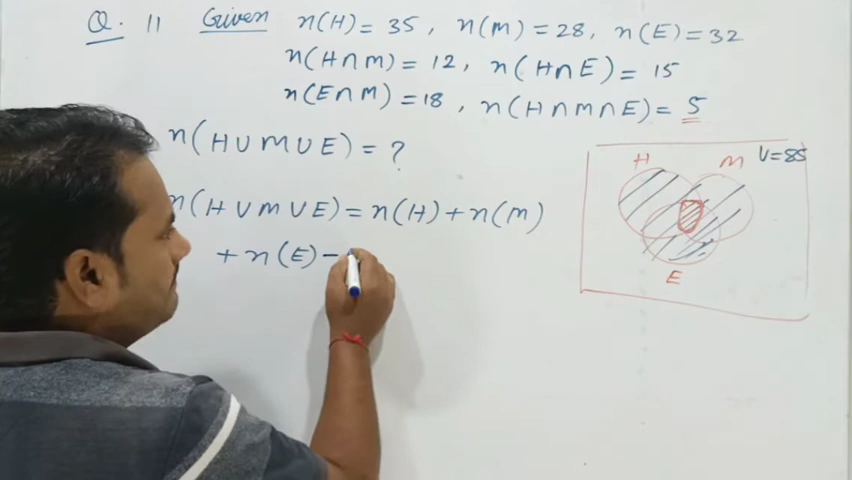 Q. 11 Given n(H) = 35, n(M) = 28, n(E) = 32
n(H∩M) = 12, n(H∩E) = 15
n(E∩M) = 18, n(H∩M∩E) = 5
n(H∪M∪E) = ?
n(H∪M∪E) = n(H) + n(M)
+ n(E) -
H M U=85
E